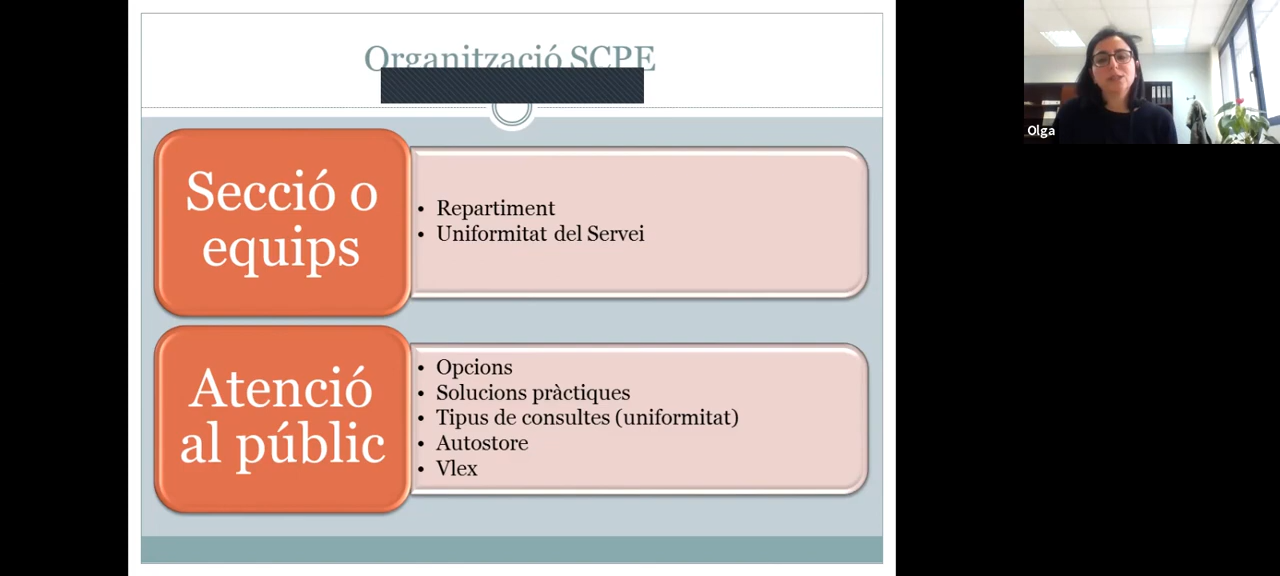 Organització SCPE
Secció o
equips
• Repartiment
• Uniformitat del Servei
Atenció
al públic
• Opcions
• Solucions pràctiques
• Tipus de consultes (uniformitat)
• Autostore
• Vlex
Olga